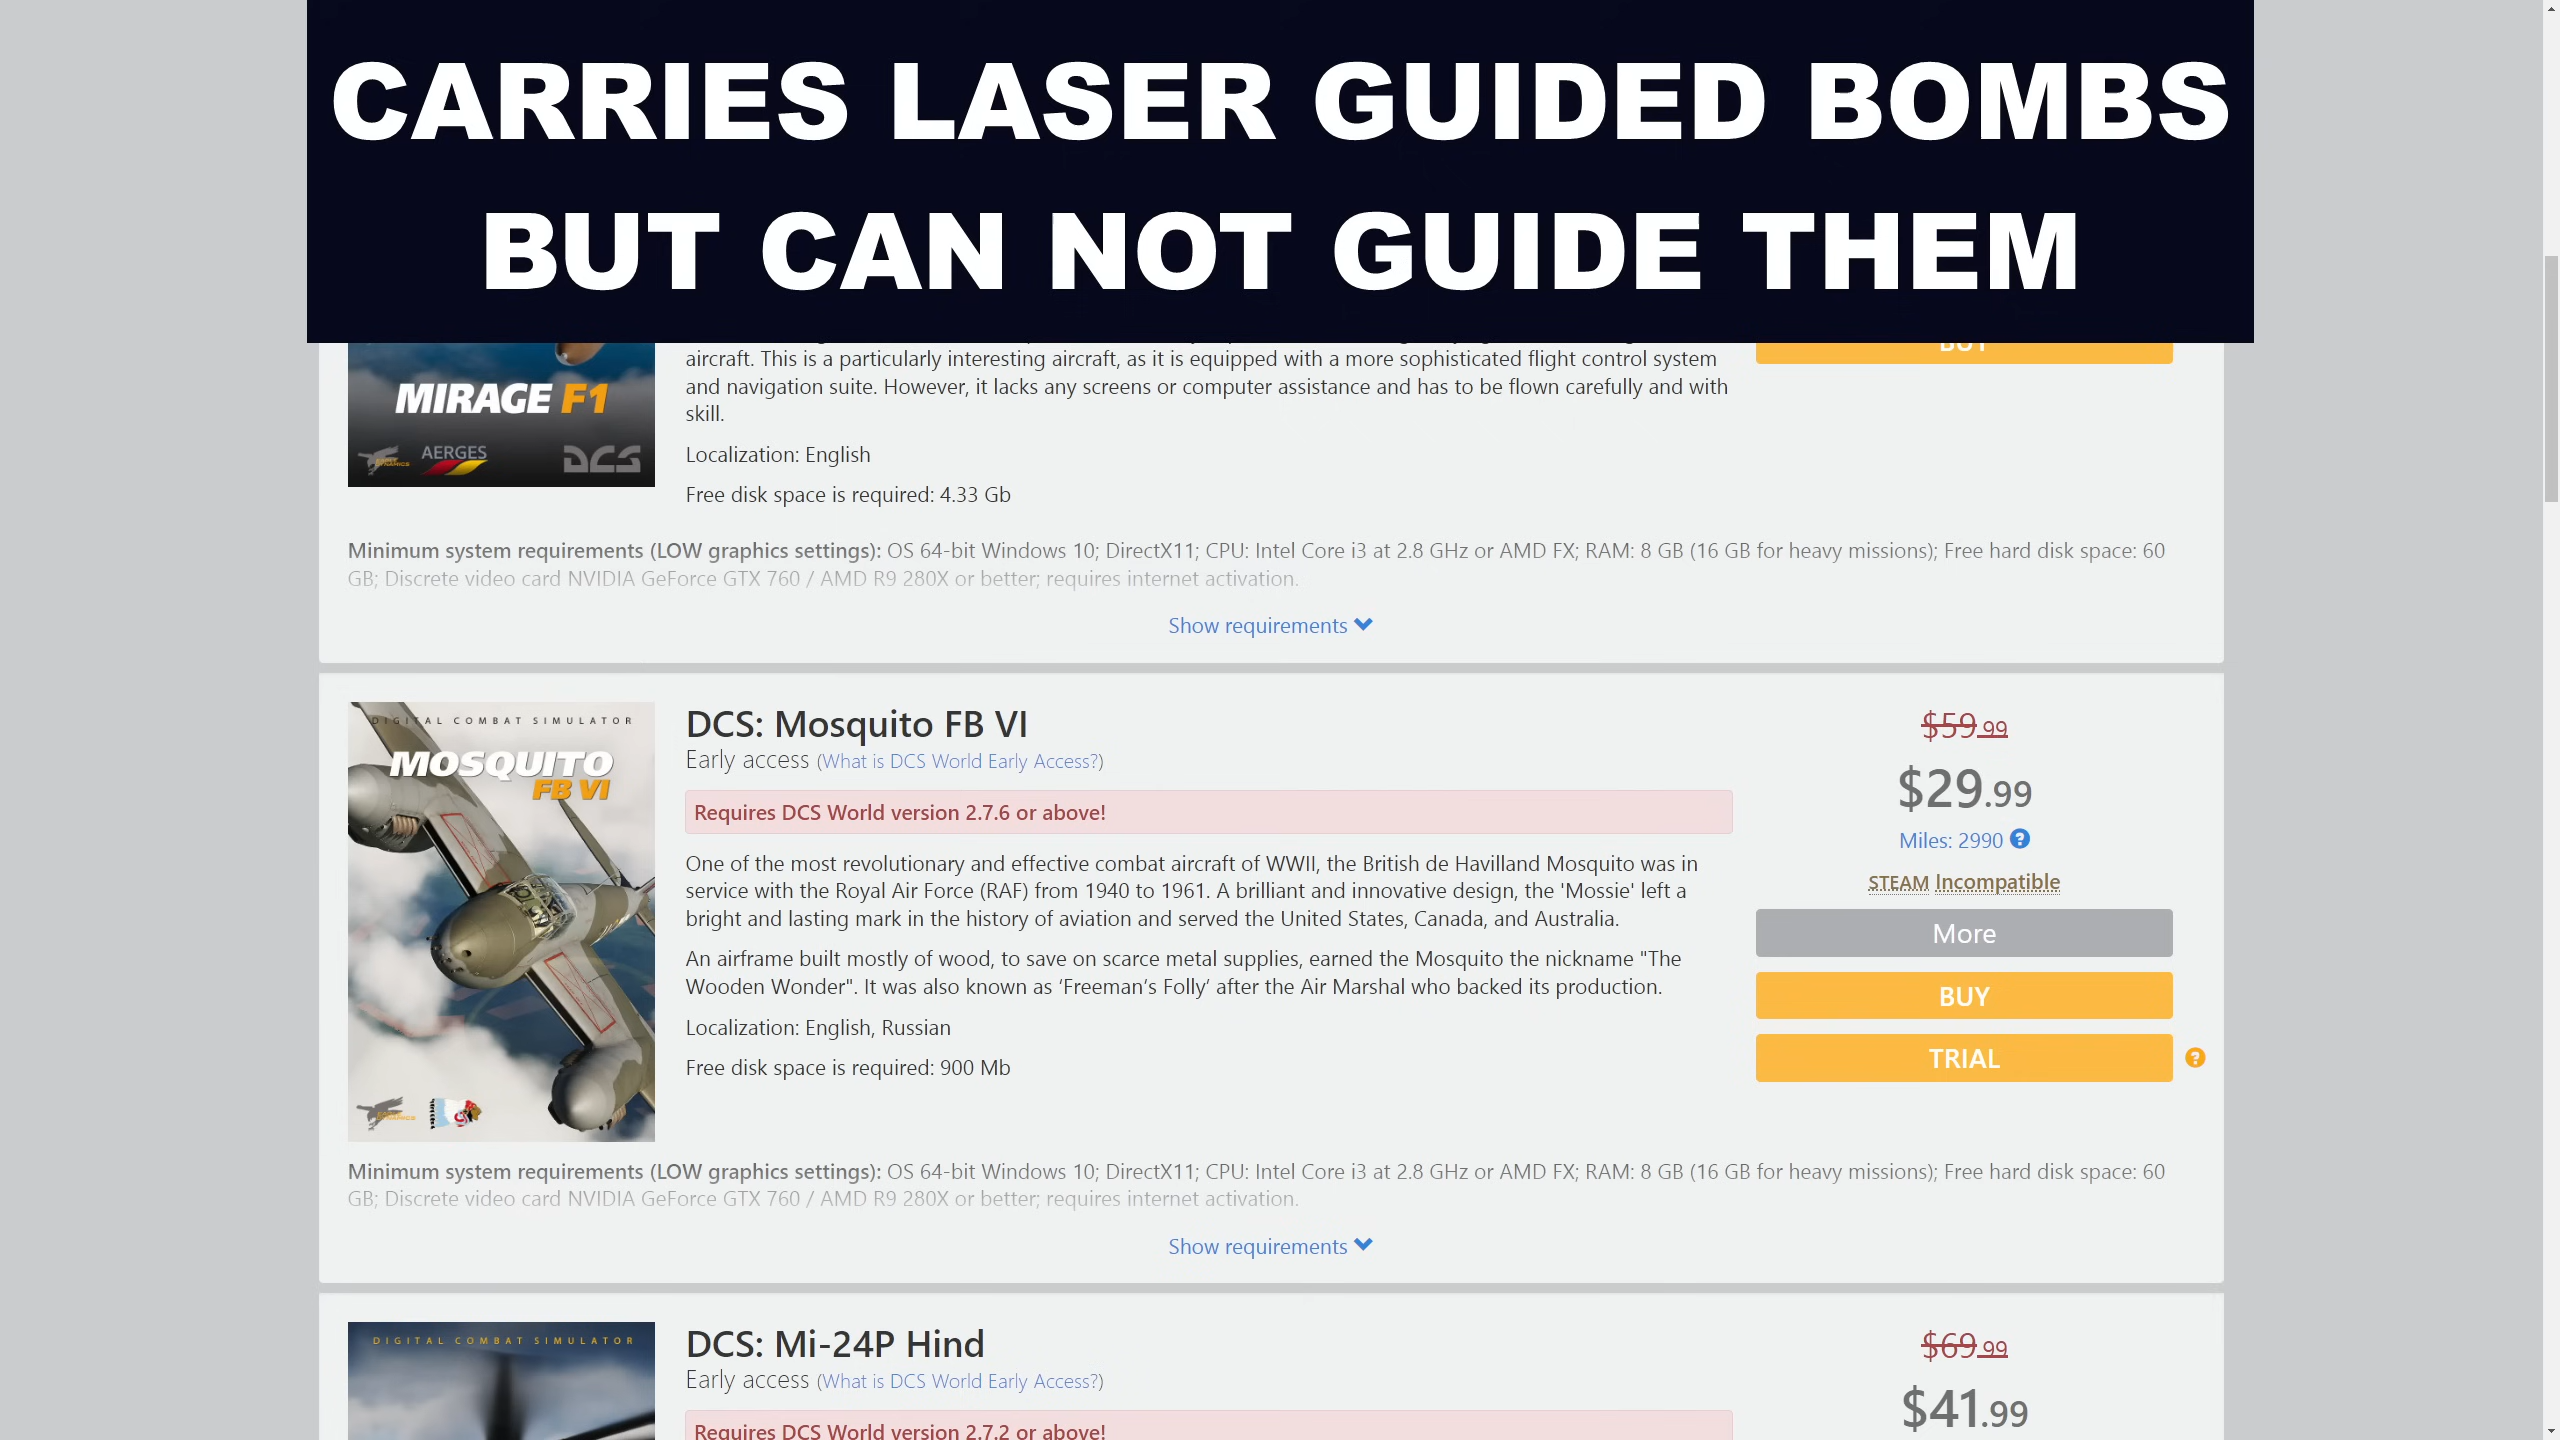 CARRIES LASER GUIDED BOMBS
BUT CAN NOT GUIDE THEM
BUY
aircraft. This is a particularly interesting aircraft, as it is equipped with a more sophisticated flight control system
and navigation suite. However, it lacks any screens or computer assistance and has to be flown carefully and with
skill.
MIRAGE F1
AERGES
DCS
Localization: English
Free disk space is required: 4.33 Gb
Minimum system requirements (LOW graphics settings): OS 64-bit Windows 10; DirectX11; CPU: Intel Core i3 at 2.8 GHz or AMD FX; RAM: 8 GB (16 GB for heavy missions); Free hard disk space: 60
GB; Discrete video card NVIDIA GeForce GTX 760 / AMD R9 280X or better; requires internet activation.
Show requirements
DIGITAL COMBAT SIMULATOR
MOSQUITO
FB VI
DCS: Mosquito FB VI
Early access (What is DCS World Early Access?)
Requires DCS World version 2.7.6 or above!
One of the most revolutionary and effective combat aircraft of WWII, the British de Havilland Mosquito was in
service with the Royal Air Force (RAF) from 1940 to 1961. A brilliant and innovative design, the 'Mossie' left a
bright and lasting mark in the history of aviation and served the United States, Canada, and Australia.
An airframe built mostly of wood, to save on scarce metal supplies, earned the Mosquito the nickname "The
Wooden Wonder". It was also known as ‘Freeman’s Folly’ after the Air Marshal who backed its production.
Localization: English, Russian
Free disk space is required: 900 Mb
$59.99
$29.99
Miles: 2990
STEAM Incompatible
More
BUY
TRIAL
Minimum system requirements (LOW graphics settings): OS 64-bit Windows 10; DirectX11; CPU: Intel Core i3 at 2.8 GHz or AMD FX; RAM: 8 GB (16 GB for heavy missions); Free hard disk space: 60
GB; Discrete video card NVIDIA GeForce GTX 760 / AMD R9 280X or better; requires internet activation.
Show requirements
DIGITAL COMBAT SIMULATOR
DCS: Mi-24P Hind
Early access (What is DCS World Early Access?)
Requires DCS World version 2.7.2 or above!
$69.99
$41.99